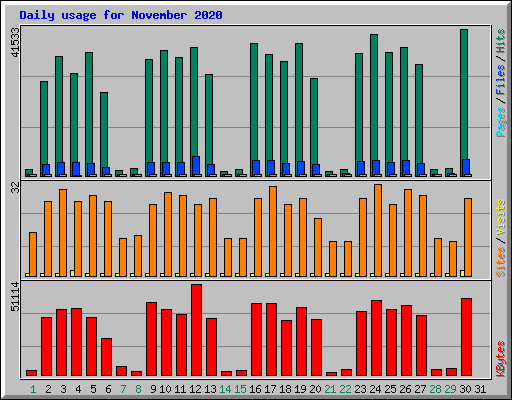 Daily usage for November 2020
41533
Pages / Files / Hits
32
Sites / Visits
51114
KBytes
1 2 3 4 5 6 7 8 9 10 11 12 13 14 15 16 17 18 19 20 21 22 23 24 25 26 27 28 29 30 31